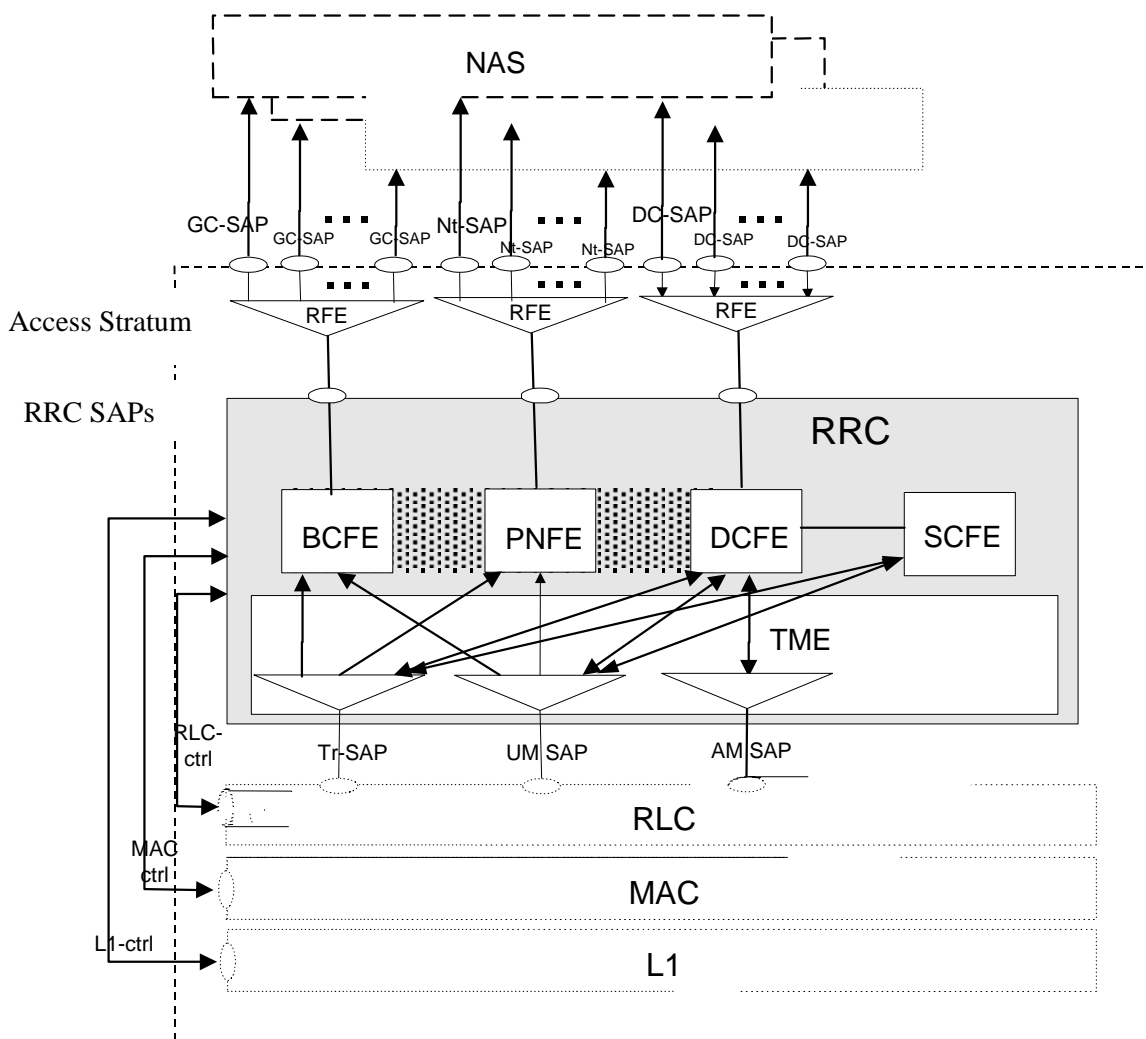 NAS
GC-SAP
GC-SAP
GC-SAP
Nt-SAP
Nt-SAP
Nt-SAP
DC-SAP
DC-SAP
DC-SAP
RFE
RFE
RFE
Access Stratum
RRC SAPs
RRC
BCFE
PNFE
DCFE
SCFE
TME
RLC-
ctrl
Tr-SAP
UM SAP
AM SAP
RLC
MAC
ctrl
MAC
L1-ctrl
L1